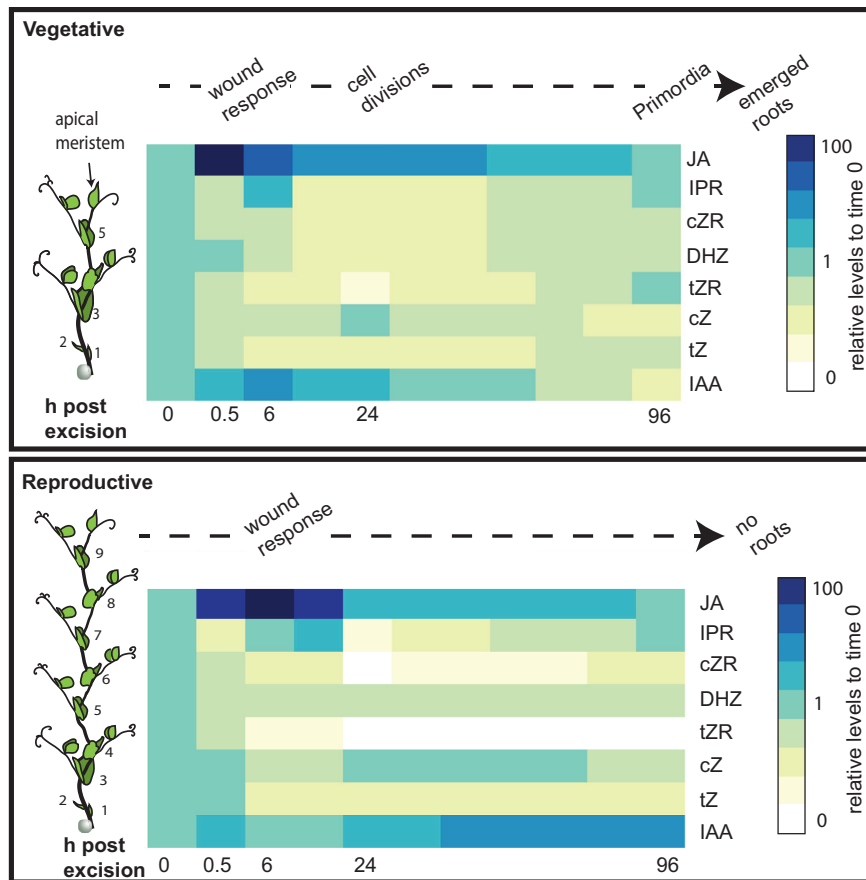 Vegetative
wound
response
cell
divisions
Primordia
emerged
roots
apical
meristem
5
3
2
1
JA
IPR
cZR
DHZ
tZR
cZ
tZ
IAA
100
1
0
relative levels to time 0
h post
excision
0
0.5
6
24
96
Reproductive
wound
response
no
roots
9
8
7
6
5
4
3
2
1
JA
IPR
cZR
DHZ
tZR
cZ
tZ
IAA
100
1
0
relative levels to time 0
h post
excision
0
0.5
6
24
96